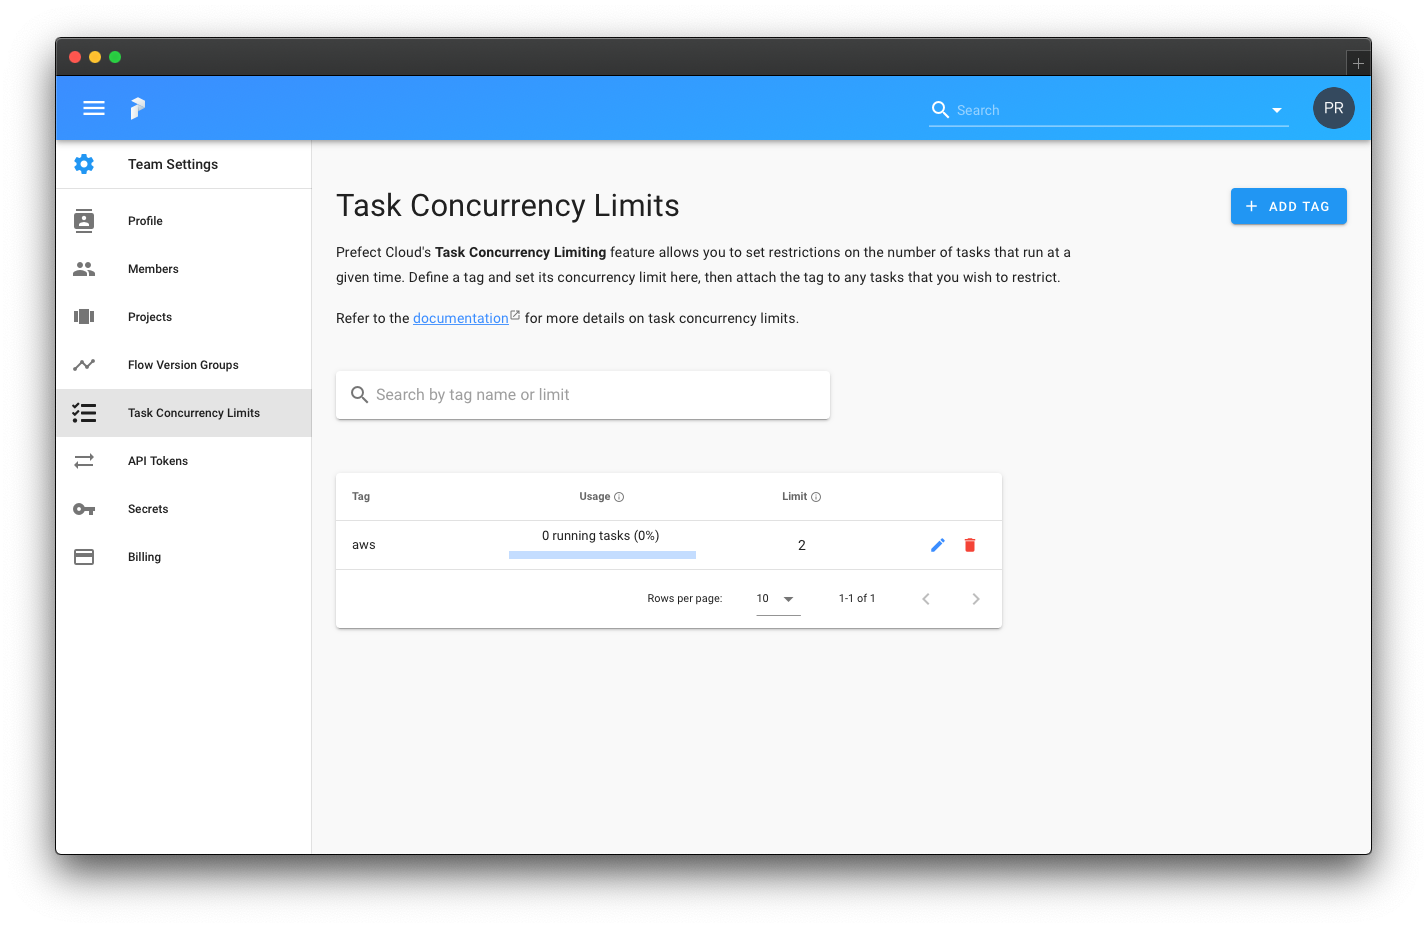 Search
PR
Team Settings
Profile
Members
Projects
Flow Version Groups
Task Concurrency Limits
API Tokens
Secrets
Billing
Task Concurrency Limits
ADD TAG
Prefect Cloud's Task Concurrency Limiting feature allows you to set restrictions on the number of tasks that run at a
given time. Define a tag and set its concurrency limit here, then attach the tag to any tasks that you wish to restrict.
Refer to the documentation for more details on task concurrency limits.
Search by tag name or limit
Tag Usage Limit
aws 0 running tasks (0%) 2
Rows per page: 10 1-1 of 1